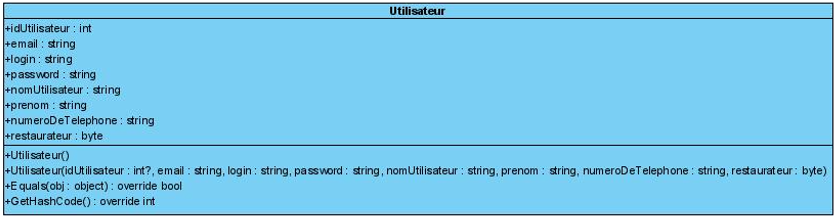 Utilisateur
+idUtilisateur : int
+email : string
+login : string
+password : string
+nomUtilisateur : string
+prenom : string
+numeroDeTelephone : string
+restaurateur : byte
+Utilisateur()
+Utilisateur(idUtilisateur : int?, email : string, login : string, password : string, nomUtilisateur : string, prenom : string, numeroDeTelephone : string, restaurateur : byte)
+Equals(obj : object) : override bool
+GetHashCode() : override int